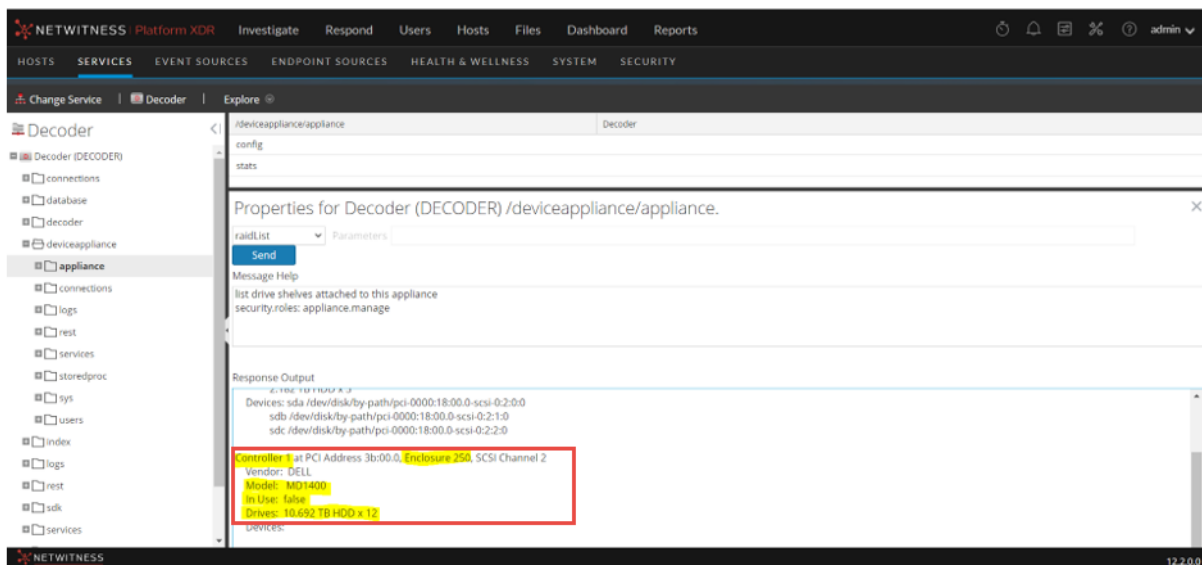 NETWITNESS Platform XDR Investigate Respond Users Hosts Files Dashboard Reports admin
HOSTS SERVICES EVENT SOURCES ENDPOINT SOURCES HEALTH & WELLNESS SYSTEM SECURITY
Change Service | Decoder | Explore
Decoder
Decoder (DECODER)
connections
database
decoder
deviceappliance
appliance
connections
logs
rest
services
storedproc
sys
users
index
logs
rest
sdk
services
/deviceappliance/appliance Decoder
config
stats
Properties for Decoder (DECODER) /deviceappliance/appliance.
raidList Parameters
Send
Message Help
list drive shelves attached to this appliance
security.roles: appliance.manage
Response Output
Devices: sda /dev/disk/by-path/pci-0000:18:00.0-scsi-0:2:0:0
sdb /dev/disk/by-path/pci-0000:18:00.0-scsi-0:2:1:0
sdc /dev/disk/by-path/pci-0000:18:00.0-scsi-0:2:2:0
Controller 1 at PCI Address 3b:00.0, Enclosure 250, SCSI Channel 2
Vendor: DELL
Model: MD1400
In Use: false
Drives: 10.692 TB HDD x 12
Devices:
NETWITNESS 12.2.0.0